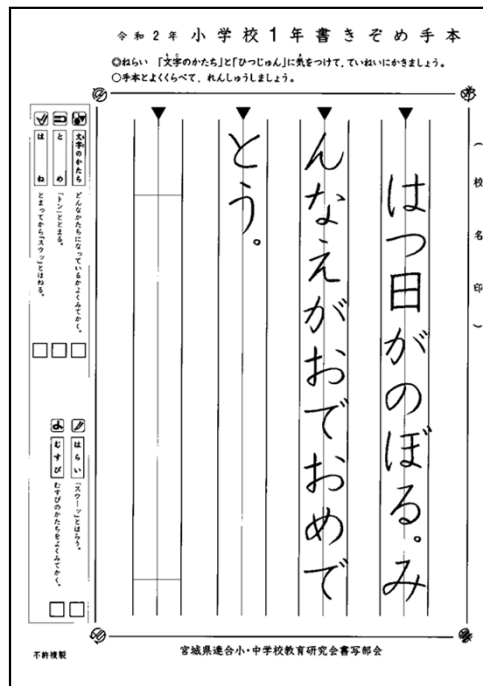 令和2年 小学校1年書きぞめ手本
◎ねらい 「文字のかたち」と「ひつじゅん」に気をつけて、ていねいにかきましょう。
○手本とよくくらべて、れんしゅうしましょう。
（校名印）
はつ日がのぼる。み
んなえがおでおめで
とう。
文字のかたち どんなかたちになっているかよくみてかく。
とめ 「トン」ととまる。
はね とまってから「スウッ」とはねる。
はらい 「スウーッ」とはらう。
むすび むすびのかたちをよくみてかく。
不許複製
宮城県連合小・中学校教育研究会書写部会